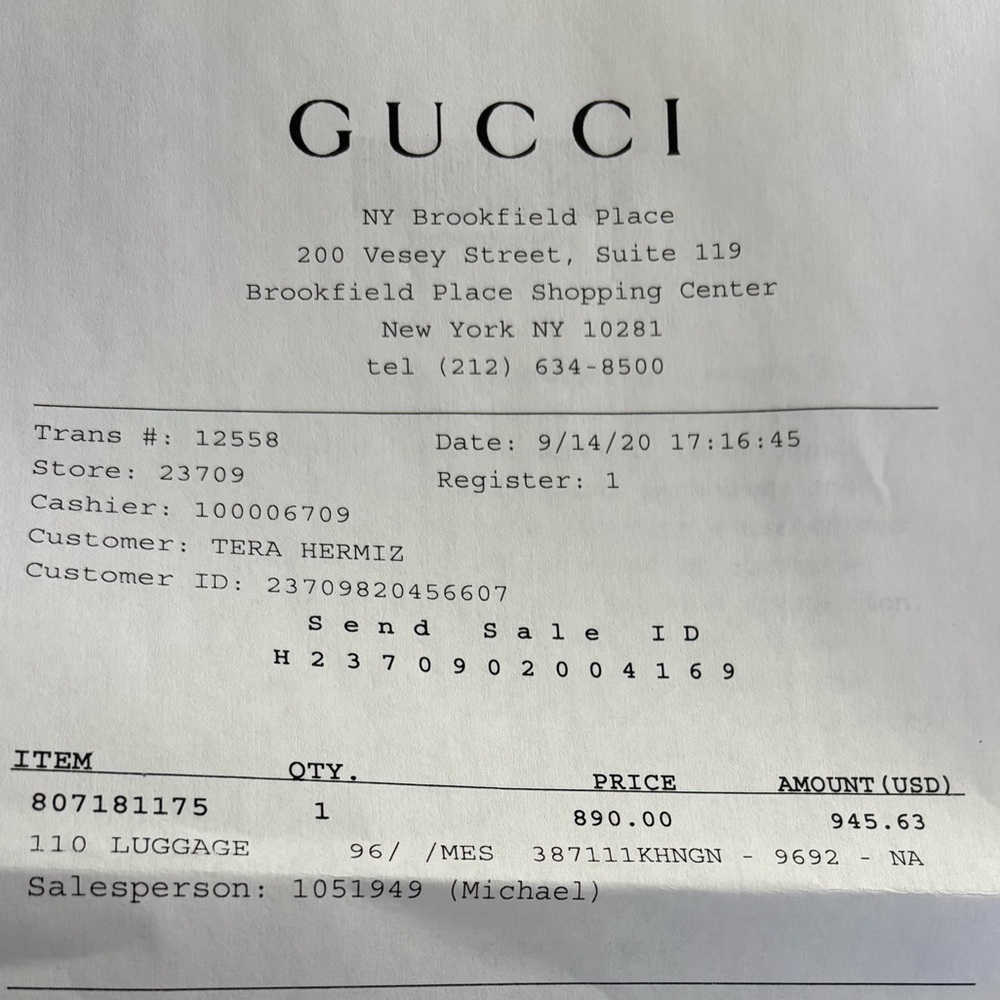 GUCCI
NY Brookfield Place
200 Vesey Street, Suite 119
Brookfield Place Shopping Center
New York NY 10281
tel (212) 634-8500
Trans #: 12558 Date: 9/14/20 17:16:45
Store: 23709 Register: 1
Cashier: 100006709
Customer: TERA HERMIZ
Customer ID: 23709820456607
Send Sale ID
H2370902004169
ITEM QTY. PRICE AMOUNT(USD)
807181175 1 890.00 945.63
110 LUGGAGE 96/ /MES 387111KHNGN - 9692 - NA
Salesperson: 1051949 (Michael)